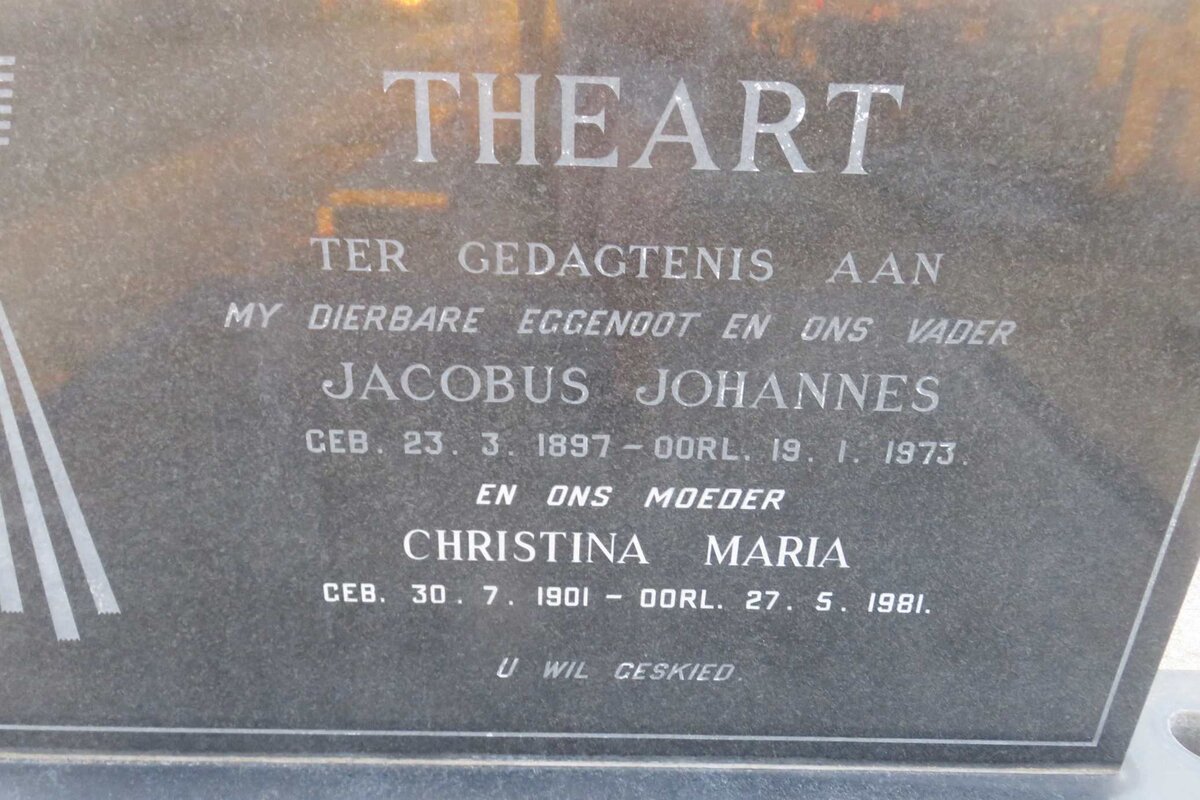 THEART
TER GEDAGTENIS AAN
MY DIERBARE EGGENOOT EN ONS VADER
JACOBUS JOHANNES
GEB. 23. 3. 1897 – OORL. 19. 1. 1973.
EN ONS MOEDER
CHRISTINA MARIA
GEB. 30. 7. 1901 – OORL. 27. 5. 1981.
U WIL GESKIED.